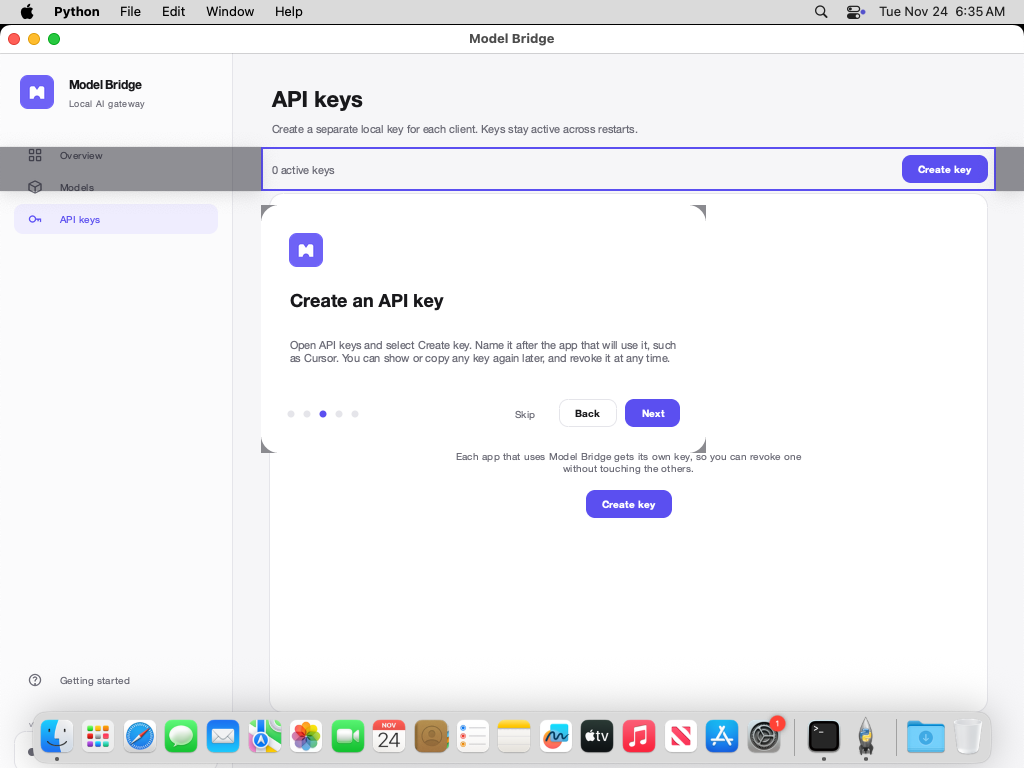 Python File Edit Window Help Tue Nov 24 6:35 AM
Model Bridge
Model Bridge
Local AI gateway
Overview
Models
API keys
API keys
Create a separate local key for each client. Keys stay active across restarts.
0 active keys
Create key
Create an API key
Open API keys and select Create key. Name it after the app that will use it, such
as Cursor. You can show or copy any key again later, and revoke it at any time.
Skip
Back
Next
Each app that uses Model Bridge gets its own key, so you can revoke one
without touching the others.
Create key
Getting started
NOV
24
tv
1
>_